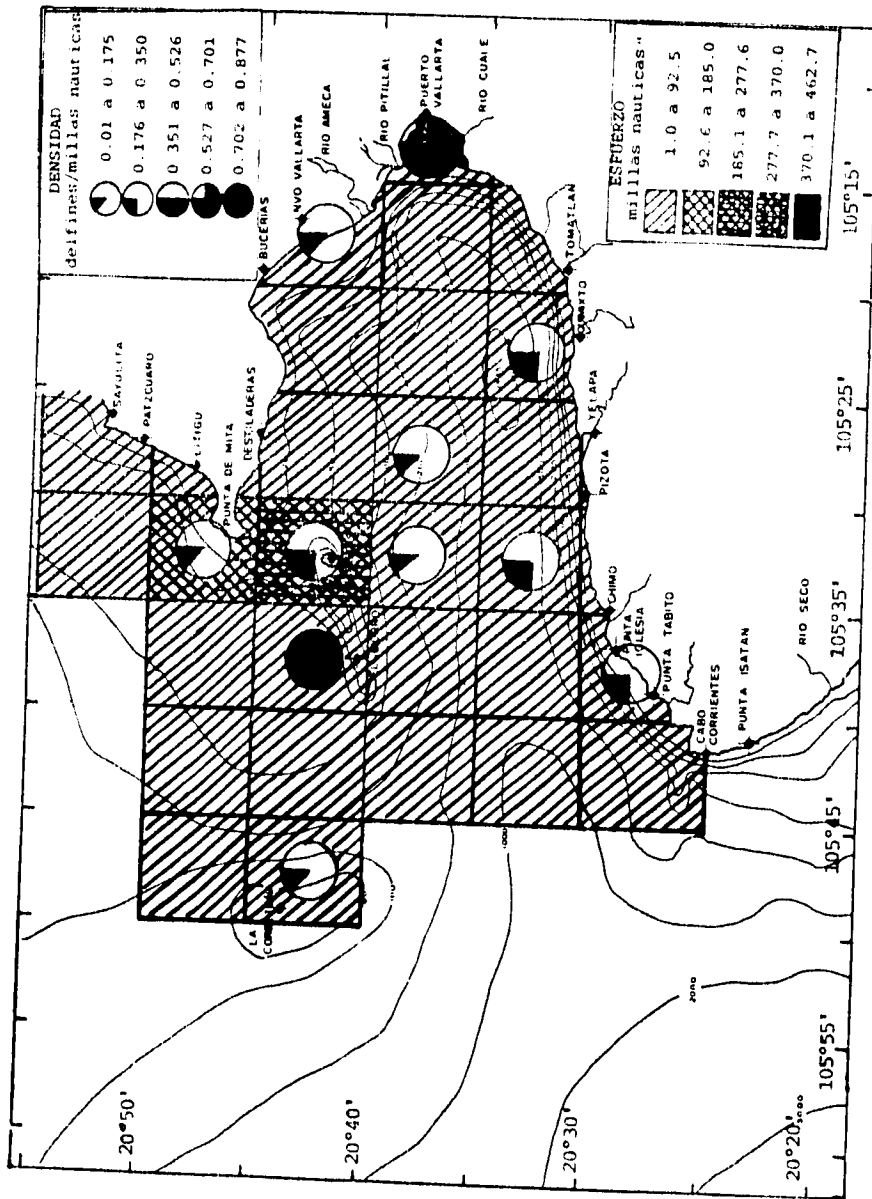 DENSIDAD
delfines/millas nauticas
0.01 a 0.175
0.176 a 0.350
0.351 a 0.526
0.527 a 0.701
0.702 a 0.877
ESFUERZO
millas nauticas
1.0 a 92.5
92.6 a 185.0
185.1 a 277.6
277.7 a 370.0
370.1 a 462.7
SAYULITA
PATZCUARO
PUNTA DE MITA
DESTILADERAS
BUCERIAS
NVO VALLARTA
RIO AMECA
RIO PITILLAL
PUERTO
VALLARTA
RIO CUALE
TOMATLAN
YELAPA
PIZOTA
CHIMO
PUNTA
IGLESIA
PUNTA TABITO
CABO
CORRIENTES
PUNTA ISATAN
RIO SECO
LA
2000
20°50'
20°40'
20°30'
20°20'
105°55'
105°45'
105°35'
105°25'
105°15'